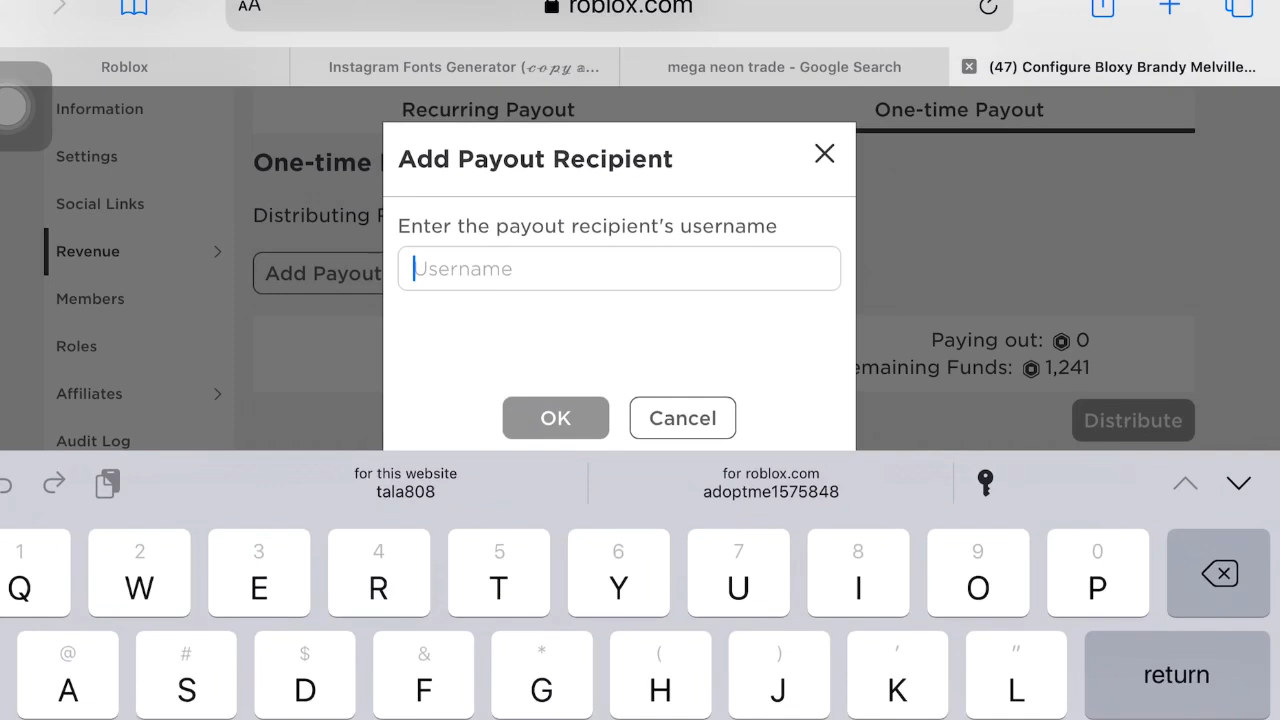 AA roblox.com
Roblox
Instagram Fonts Generator (𝓬𝓸𝓹𝔂 𝕒...
mega neon trade - Google Search
(47) Configure Bloxy Brandy Melville...
Information
Settings
Social Links
Revenue
Members
Roles
Affiliates
Audit Log
Recurring Payout
One-time Payout
One-time
Distributing
Add Payout
Add Payout Recipient
Enter the payout recipient's username
Username
OK Cancel
Paying out: 0
emaining Funds: 1,241
Distribute
for this website
tala808
for roblox.com
adoptme1575848
1 2 3 4 5 6 7 8 9 0
Q W E R T Y U I O P
@ # $ & * ( ) ' "
A S D F G H J K L return